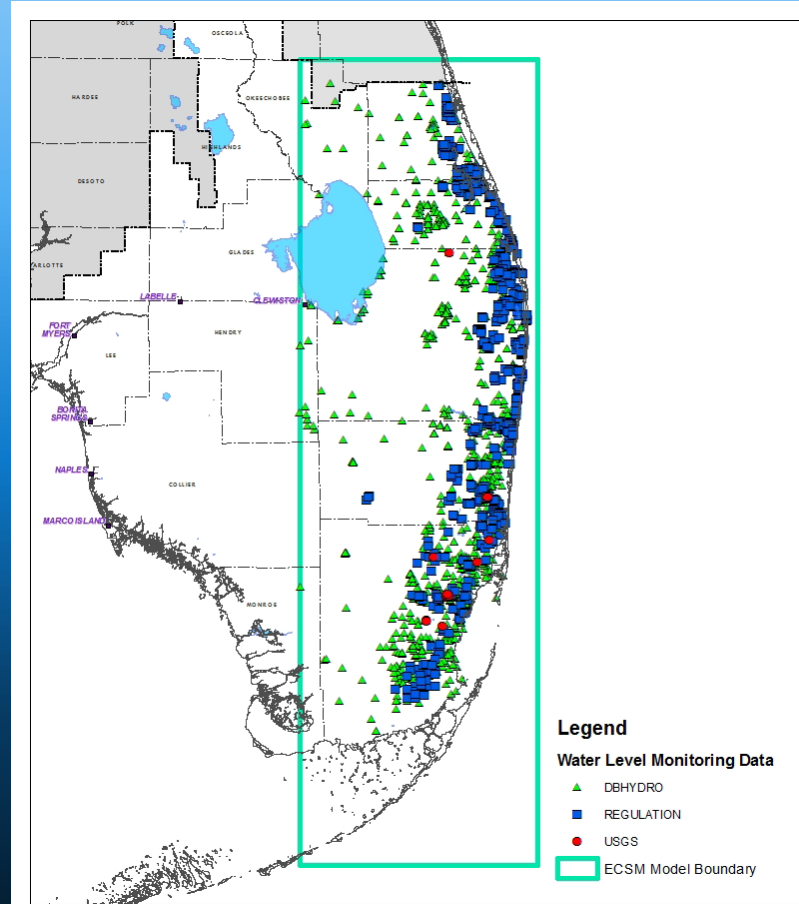 POLK
OSCEOLA
HARDEE
OKEECHOBEE
HIGHLANDS
DESOTO
GLADES
ARLOTTE
LABELLE
CLEWISTON
FORT
MYERS
HENDRY
LEE
BONITA
SPRINGS
NAPLES
COLLIER
MARCO ISLAND
MONROE
Legend
Water Level Monitoring Data
DBHYDRO
REGULATION
USGS
ECSM Model Boundary